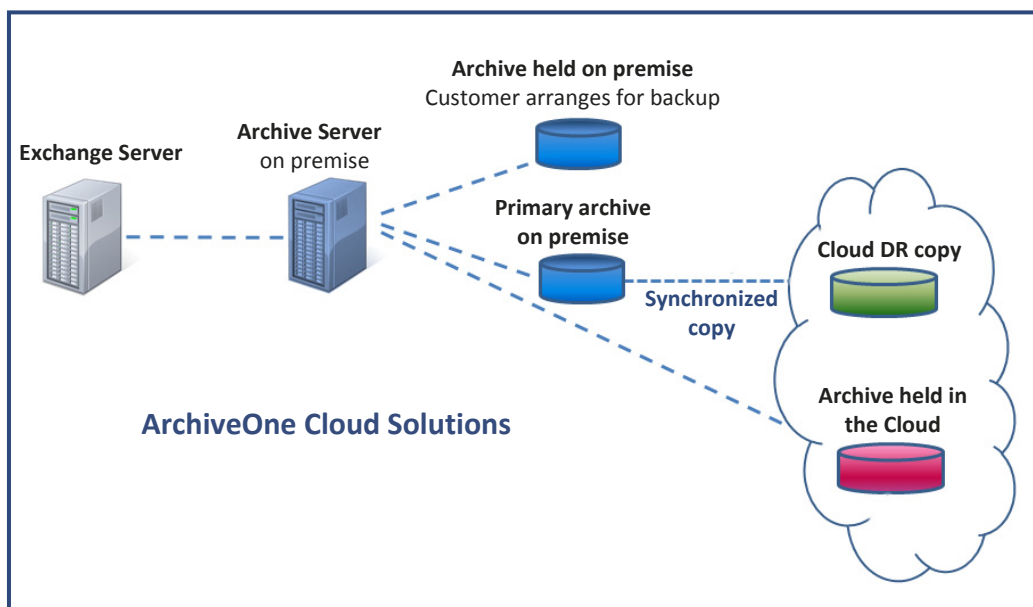 Archive held on premise
Customer arranges for backup
Archive Server
on premise
Exchange Server
Primary archive
on premise
Cloud DR copy
Synchronized
copy
Archive held in
the Cloud
ArchiveOne Cloud Solutions